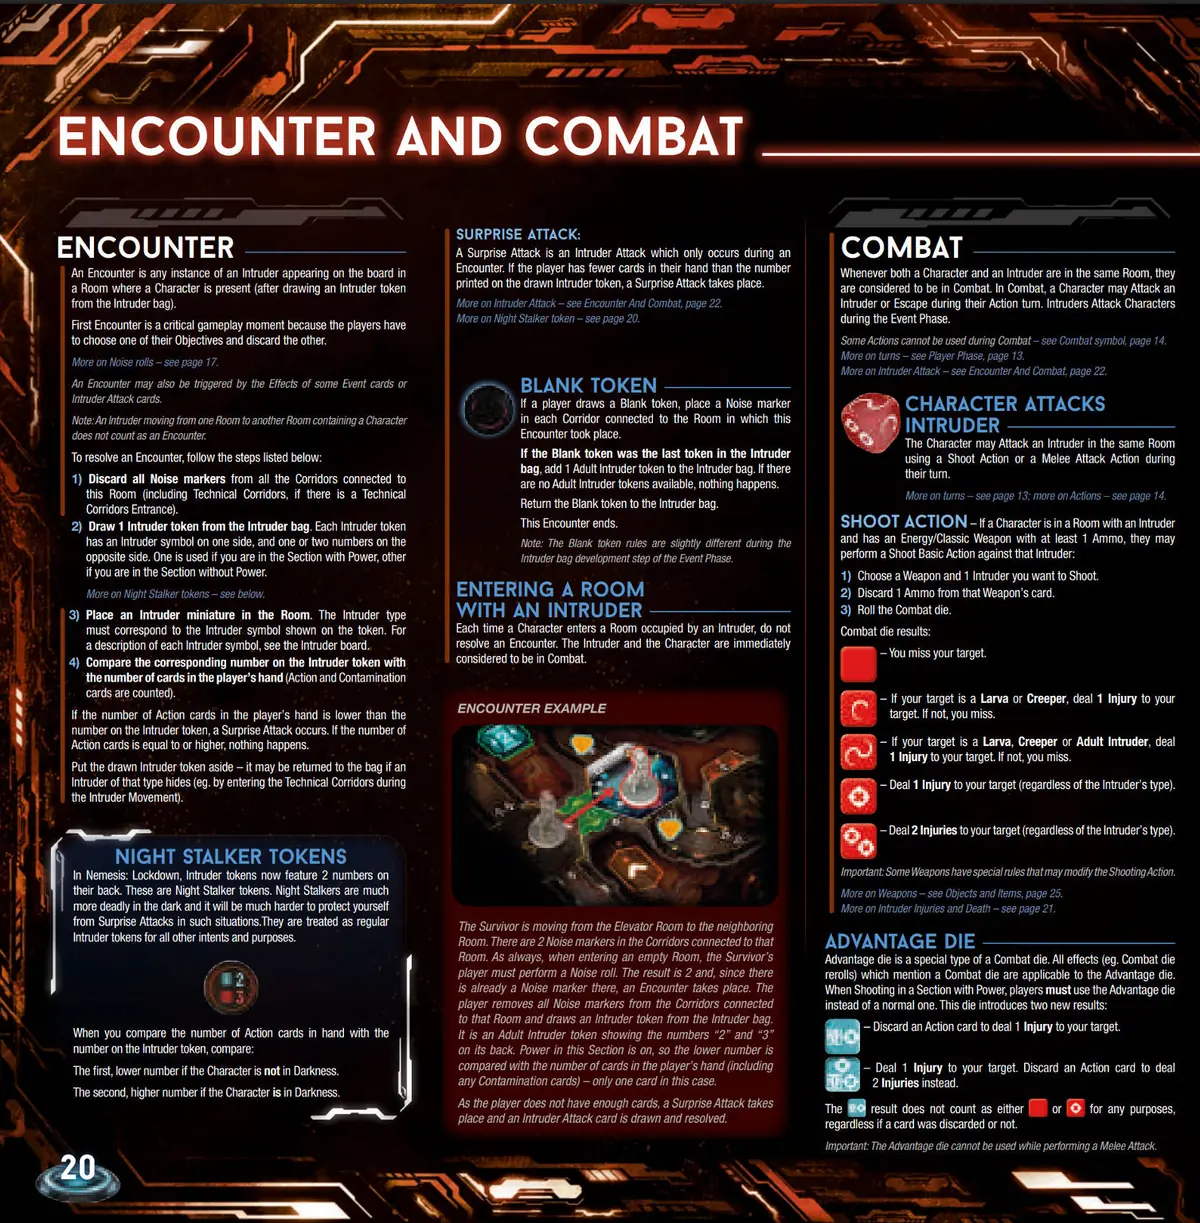 ENCOUNTER AND COMBAT
ENCOUNTER
An Encounter is any instance of an Intruder appearing on the board in
a Room where a Character is present (after drawing an Intruder token
from the Intruder bag).
First Encounter is a critical gameplay moment because the players have
to choose one of their Objectives and discard the other.
More on Noise rolls – see page 17.
An Encounter may also be triggered by the Effects of some Event cards or
Intruder Attack cards.
Note: An Intruder moving from one Room to another Room containing a Character
does not count as an Encounter.
To resolve an Encounter, follow the steps listed below:
1) Discard all Noise markers from all the Corridors connected to
this Room (including Technical Corridors, if there is a Technical
Corridors Entrance).
2) Draw 1 Intruder token from the Intruder bag. Each Intruder token
has an Intruder symbol on one side, and one or two numbers on the
opposite side. One is used if you are in the Section with Power, other
if you are in the Section without Power.
More on Night Stalker tokens – see below.
3) Place an Intruder miniature in the Room. The Intruder type
must correspond to the Intruder symbol shown on the token. For
a description of each Intruder symbol, see the Intruder board.
4) Compare the corresponding number on the Intruder token with
the number of cards in the player's hand (Action and Contamination
cards are counted).
If the number of Action cards in the player's hand is lower than the
number on the Intruder token, a Surprise Attack occurs. If the number of
Action cards is equal to or higher, nothing happens.
Put the drawn Intruder token aside – it may be returned to the bag if an
Intruder of that type hides (eg. by entering the Technical Corridors during
the Intruder Movement).
NIGHT STALKER TOKENS
In Nemesis: Lockdown, Intruder tokens now feature 2 numbers on
their back. These are Night Stalker tokens. Night Stalkers are much
more deadly in the dark and it will be much harder to protect yourself
from Surprise Attacks in such situations.They are treated as regular
Intruder tokens for all other intents and purposes.
2
3
When you compare the number of Action cards in hand with the
number on the Intruder token, compare:
The first, lower number if the Character is not in Darkness.
The second, higher number if the Character is in Darkness.
20
SURPRISE ATTACK:
A Surprise Attack is an Intruder Attack which only occurs during an
Encounter. If the player has fewer cards in their hand than the number
printed on the drawn Intruder token, a Surprise Attack takes place.
More on Intruder Attack – see Encounter And Combat, page 22.
More on Night Stalker token – see page 20.
BLANK TOKEN
If a player draws a Blank token, place a Noise marker
in each Corridor connected to the Room in which this
Encounter took place.
If the Blank token was the last token in the Intruder
bag, add 1 Adult Intruder token to the Intruder bag. If there
are no Adult Intruder tokens available, nothing happens.
Return the Blank token to the Intruder bag.
This Encounter ends.
Note: The Blank token rules are slightly different during the
Intruder bag development step of the Event Phase.
ENTERING A ROOM
WITH AN INTRUDER
Each time a Character enters a Room occupied by an Intruder, do not
resolve an Encounter. The Intruder and the Character are immediately
considered to be in Combat.
ENCOUNTER EXAMPLE
The Survivor is moving from the Elevator Room to the neighboring
Room. There are 2 Noise markers in the Corridors connected to that
Room. As always, when entering an empty Room, the Survivor's
player must perform a Noise roll. The result is 2 and, since there
is already a Noise marker there, an Encounter takes place. The
player removes all Noise markers from the Corridors connected
to that Room and draws an Intruder token from the Intruder bag.
It is an Adult Intruder token showing the numbers “2” and “3”
on its back. Power in this Section is on, so the lower number is
compared with the number of cards in the player's hand (including
any Contamination cards) – only one card in this case.
As the player does not have enough cards, a Surprise Attack takes
place and an Intruder Attack card is drawn and resolved.
COMBAT
Whenever both a Character and an Intruder are in the same Room, they
are considered to be in Combat. In Combat, a Character may Attack an
Intruder or Escape during their Action turn. Intruders Attack Characters
during the Event Phase.
Some Actions cannot be used during Combat – see Combat symbol, page 14.
More on turns – see Player Phase, page 13.
More on Intruder Attack – see Encounter And Combat, page 22.
CHARACTER ATTACKS
INTRUDER
The Character may Attack an Intruder in the same Room
using a Shoot Action or a Melee Attack Action during
their turn.
More on turns – see page 13; more on Actions – see page 14.
SHOOT ACTION – If a Character is in a Room with an Intruder
and has an Energy/Classic Weapon with at least 1 Ammo, they may
perform a Shoot Basic Action against that Intruder:
1) Choose a Weapon and 1 Intruder you want to Shoot.
2) Discard 1 Ammo from that Weapon's card.
3) Roll the Combat die.
Combat die results:
– You miss your target.
– If your target is a Larva or Creeper, deal 1 Injury to your
target. If not, you miss.
– If your target is a Larva, Creeper or Adult Intruder, deal
1 Injury to your target. If not, you miss.
– Deal 1 Injury to your target (regardless of the Intruder's type).
– Deal 2 Injuries to your target (regardless of the Intruder's type).
Important: Some Weapons have special rules that may modify the Shooting Action.
More on Weapons – see Objects and Items, page 25.
More on Intruder Injuries and Death – see page 21.
ADVANTAGE DIE
Advantage die is a special type of a Combat die. All effects (eg. Combat die
rerolls) which mention a Combat die are applicable to the Advantage die.
When Shooting in a Section with Power, players must use the Advantage die
instead of a normal one. This die introduces two new results:
– Discard an Action card to deal 1 Injury to your target.
– Deal 1 Injury to your target. Discard an Action card to deal
2 Injuries instead.
The result does not count as either or for any purposes,
regardless if a card was discarded or not.
Important: The Advantage die cannot be used while performing a Melee Attack.